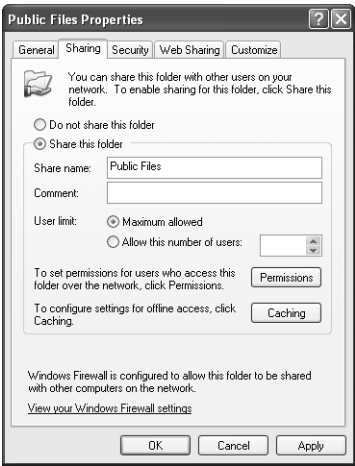 Public Files Properties
General Sharing Security Web Sharing Customize
You can share this folder with other users on your
network. To enable sharing for this folder, click Share this
folder.
Do not share this folder
Share this folder
Share name: Public Files
Comment:
User limit: Maximum allowed
Allow this number of users:
To set permissions for users who access this
folder over the network, click Permissions.
Permissions
To configure settings for offline access, click
Caching.
Caching
Windows Firewall is configured to allow this folder to be shared
with other computers on the network.
View your Windows Firewall settings
OK Cancel Apply